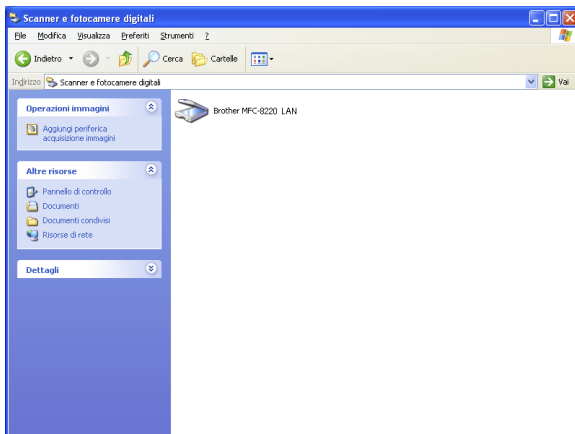 Scanner e fotocamere digitali
File Modifica Visualizza Preferiti Strumenti ?
Indietro Cerca Cartelle
Indirizzo Scanner e fotocamere digitali Vai
Operazioni immagini
Aggiungi periferica
acquisizione immagini
Altre risorse
Pannello di controllo
Documenti
Documenti condivisi
Risorse di rete
Dettagli
Brother MFC-8220 LAN